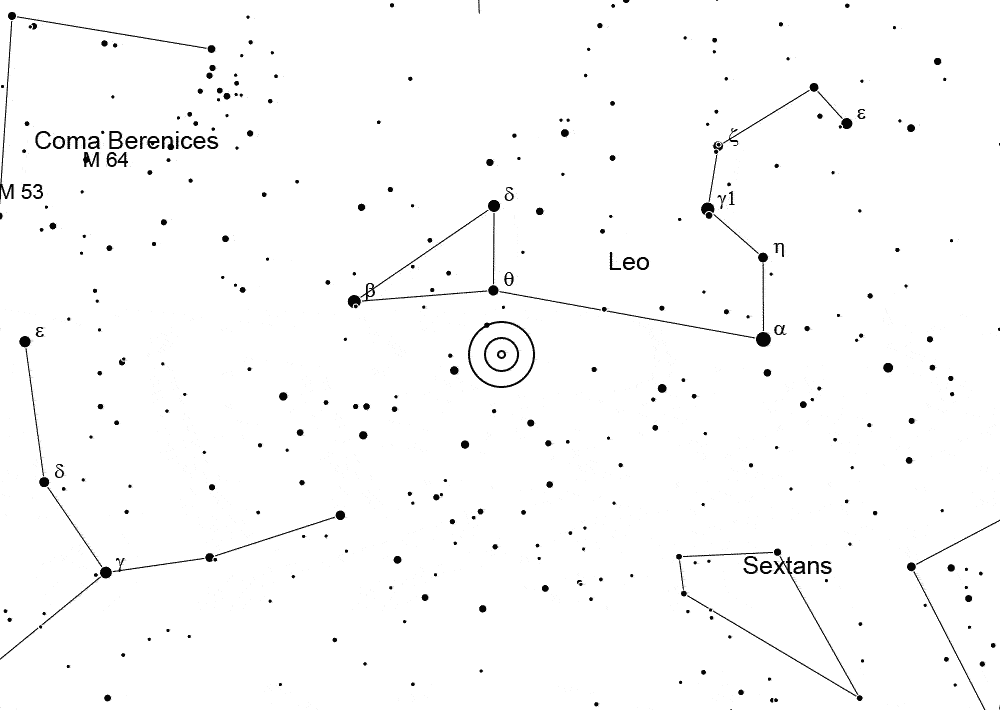 ε
ζ
Coma Berenices
M 64
M 53
δ
γ1
η
Leo
θ
β
α
ε
δ
γ
Sextans